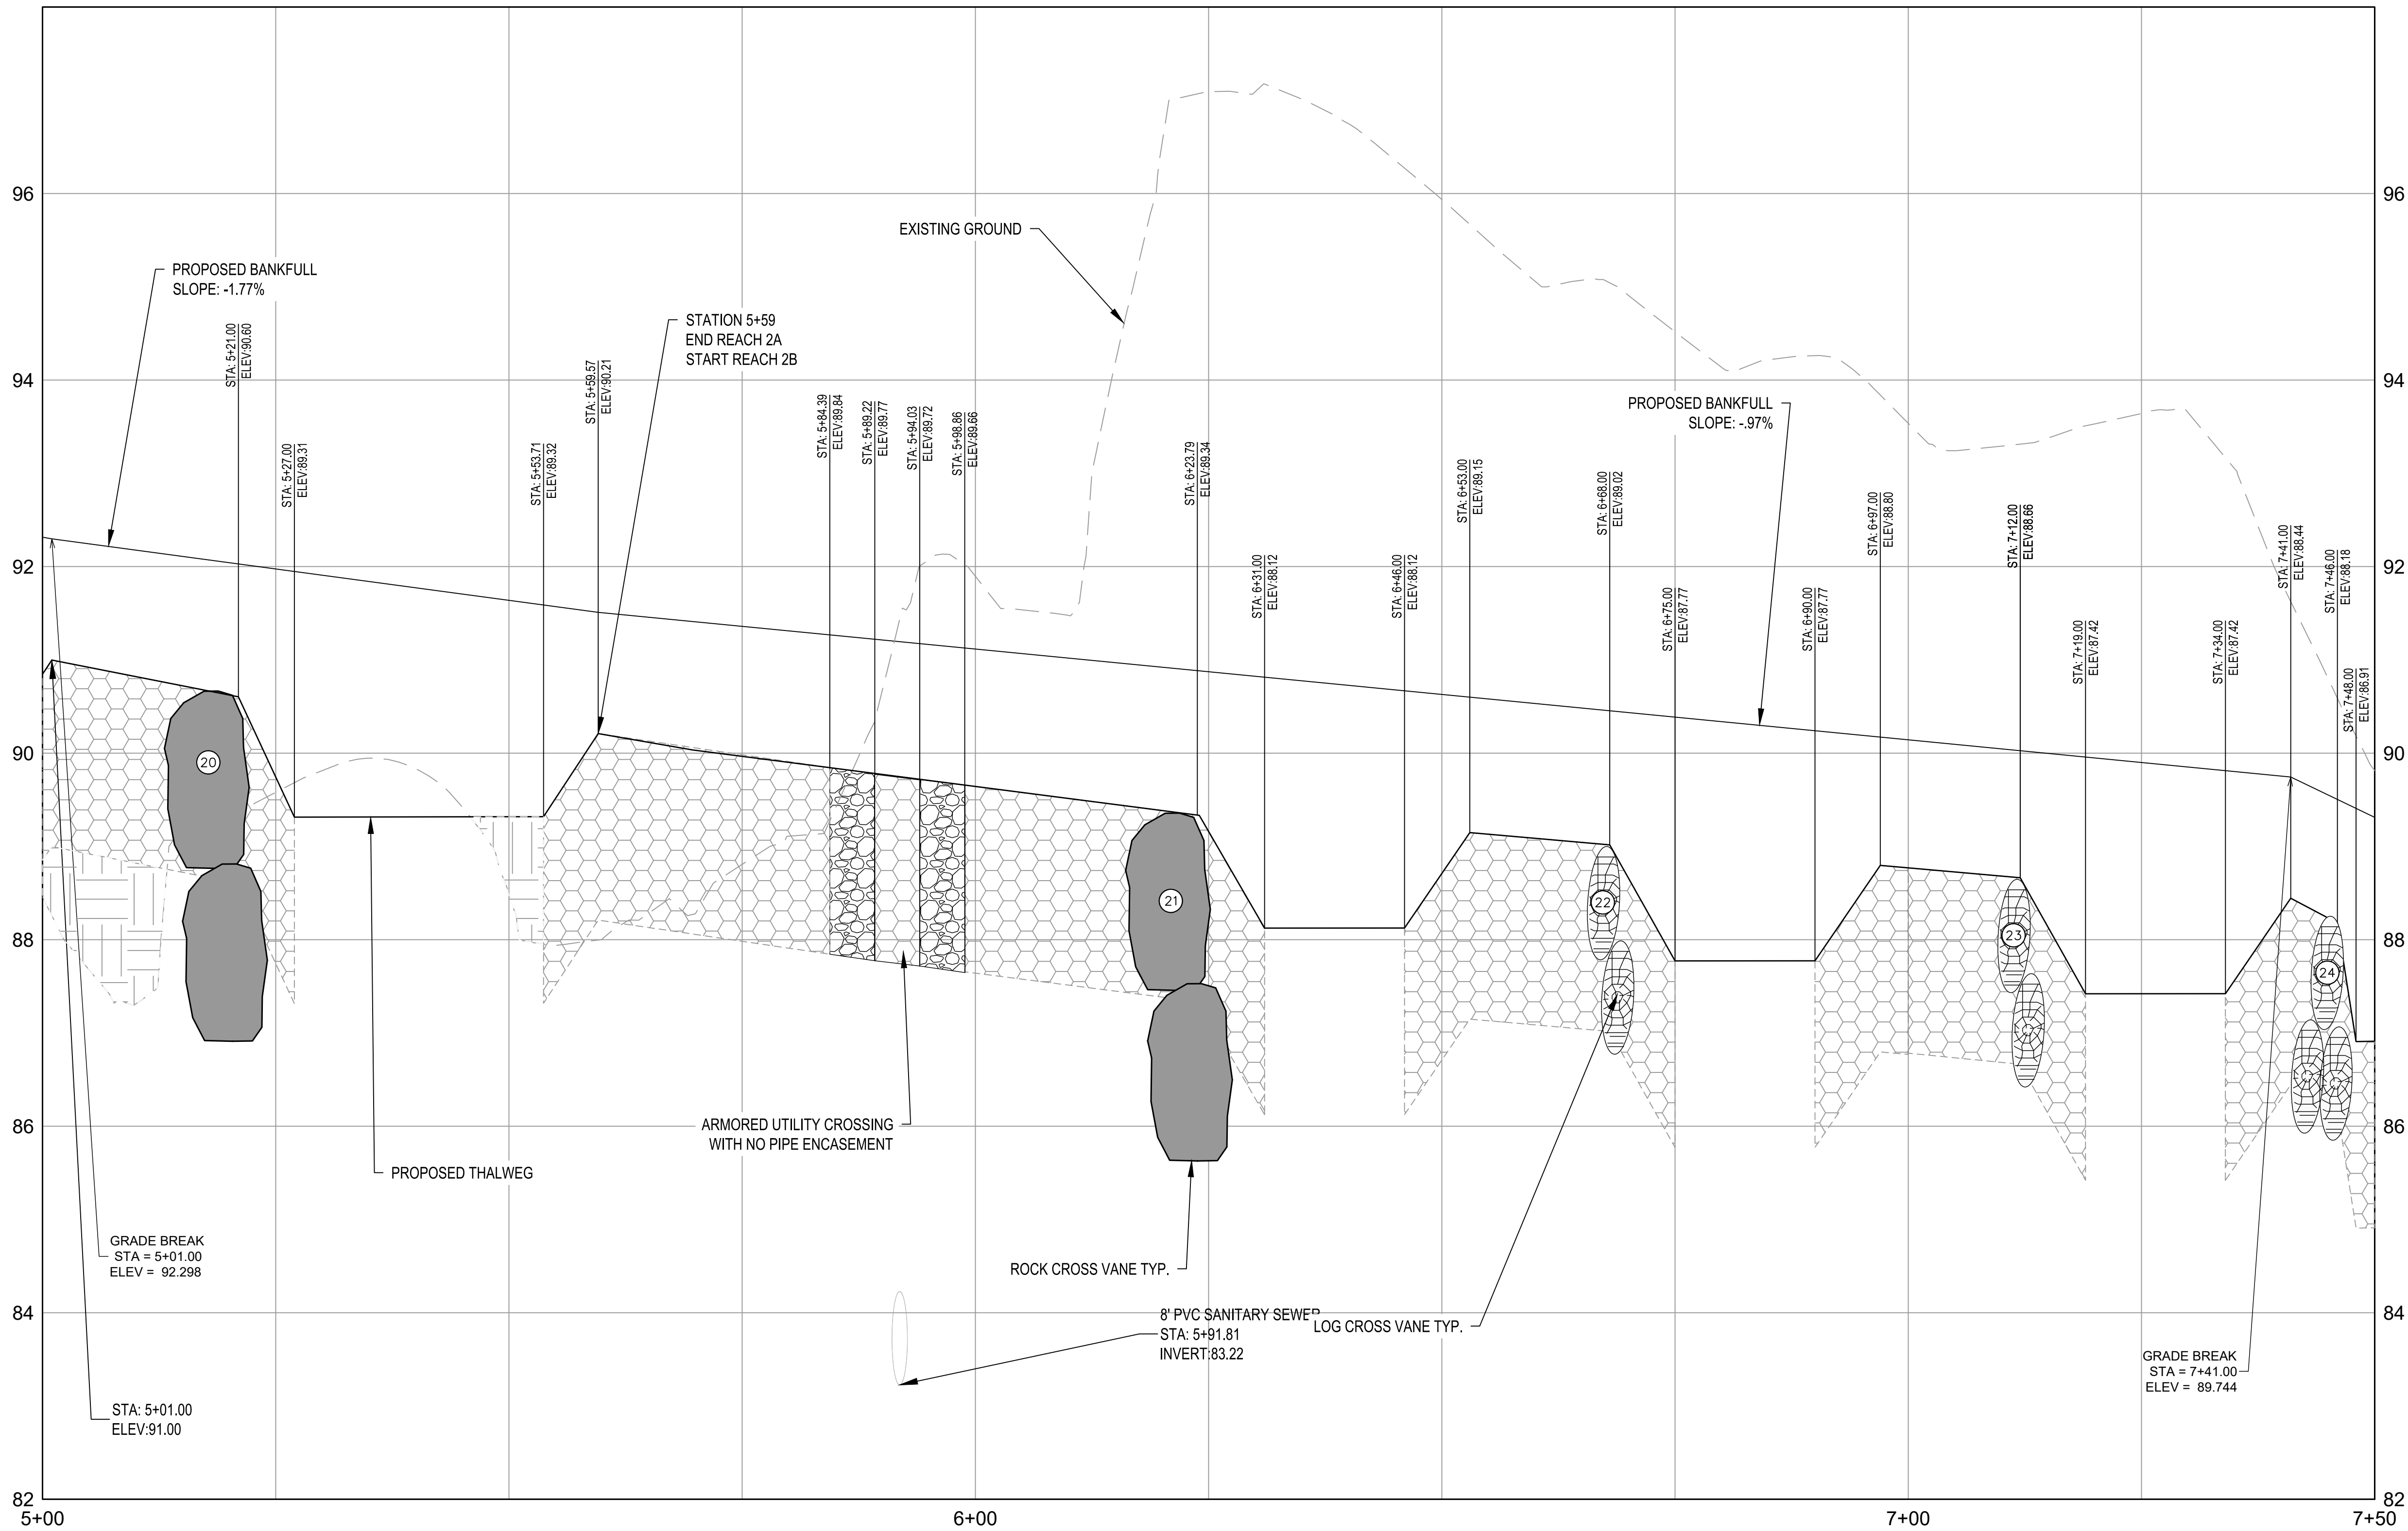 96
96
EXISTING GROUND
PROPOSED BANKFULL
SLOPE: -1.77%
STATION 5+59
END REACH 2A
START REACH 2B
STA: 5+21.00
ELEV:90.60
STA: 5+27.00
ELEV:89.31
STA: 5+53.71
ELEV:89.32
STA: 5+59.57
ELEV:90.21
94
94
STA: 5+84.39
ELEV:89.84
STA: 5+89.22
ELEV:89.77
STA: 5+94.03
ELEV:89.72
STA: 5+98.86
ELEV:89.66
STA: 6+23.79
ELEV:89.34
STA: 6+31.00
ELEV:88.12
STA: 6+46.00
ELEV:88.12
STA: 6+53.00
ELEV:89.15
STA: 6+68.00
ELEV:89.02
PROPOSED BANKFULL
SLOPE: -.97%
STA: 6+75.00
ELEV:87.77
STA: 6+90.00
ELEV:87.77
STA: 6+97.00
ELEV:88.80
STA: 7+12.00
ELEV:88.66
STA: 7+19.00
ELEV:87.42
STA: 7+34.00
ELEV:87.42
STA: 7+41.00
ELEV:88.44
STA: 7+46.00
ELEV:88.18
STA: 7+48.00
ELEV:86.91
92
92
90
90
20
21
22
23
24
88
88
86
86
ARMORED UTILITY CROSSING
WITH NO PIPE ENCASEMENT
PROPOSED THALWEG
GRADE BREAK
STA = 5+01.00
ELEV = 92.298
ROCK CROSS VANE TYP.
84
84
8' PVC SANITARY SEWER
STA: 5+91.81
INVERT:83.22
LOG CROSS VANE TYP.
GRADE BREAK
STA = 7+41.00
ELEV = 89.744
STA: 5+01.00
ELEV:91.00
82
82
5+00
6+00
7+00
7+50